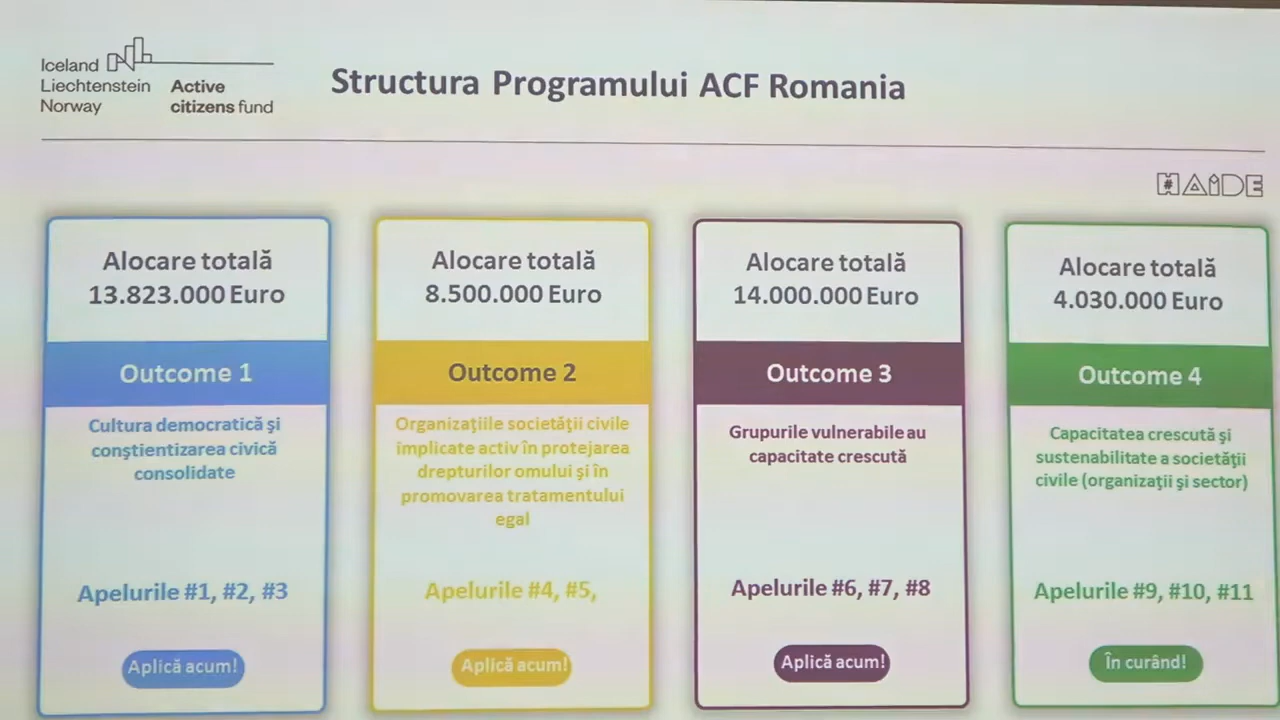 Iceland
Liechtenstein
Norway
Active
citizens fund
Structura Programului ACF Romania
#HAIDE
Alocare totală
13.823.000 Euro
Outcome 1
Cultura democratică şi
conştientizarea civică
consolidate
Apelurile #1, #2, #3
Aplică acum!
Alocare totală
8.500.000 Euro
Outcome 2
Organizaţiile societăţii civile
implicate activ în protejarea
drepturilor omului şi în
promovarea tratamentului
egal
Apelurile #4, #5,
Aplică acum!
Alocare totală
14.000.000 Euro
Outcome 3
Grupurile vulnerabile au
capacitate crescută
Apelurile #6, #7, #8
Aplică acum!
Alocare totală
4.030.000 Euro
Outcome 4
Capacitatea crescută şi
sustenabilitate a societăţii
civile (organizaţii şi sector)
Apelurile #9, #10, #11
În curând!